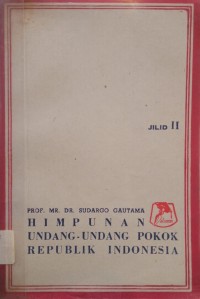 JILID II
PROF. MR. DR. SUDARGO GAUTAMA
HIMPUNAN
UNDANG-UNDANG POKOK
REPUBLIK INDONESIA